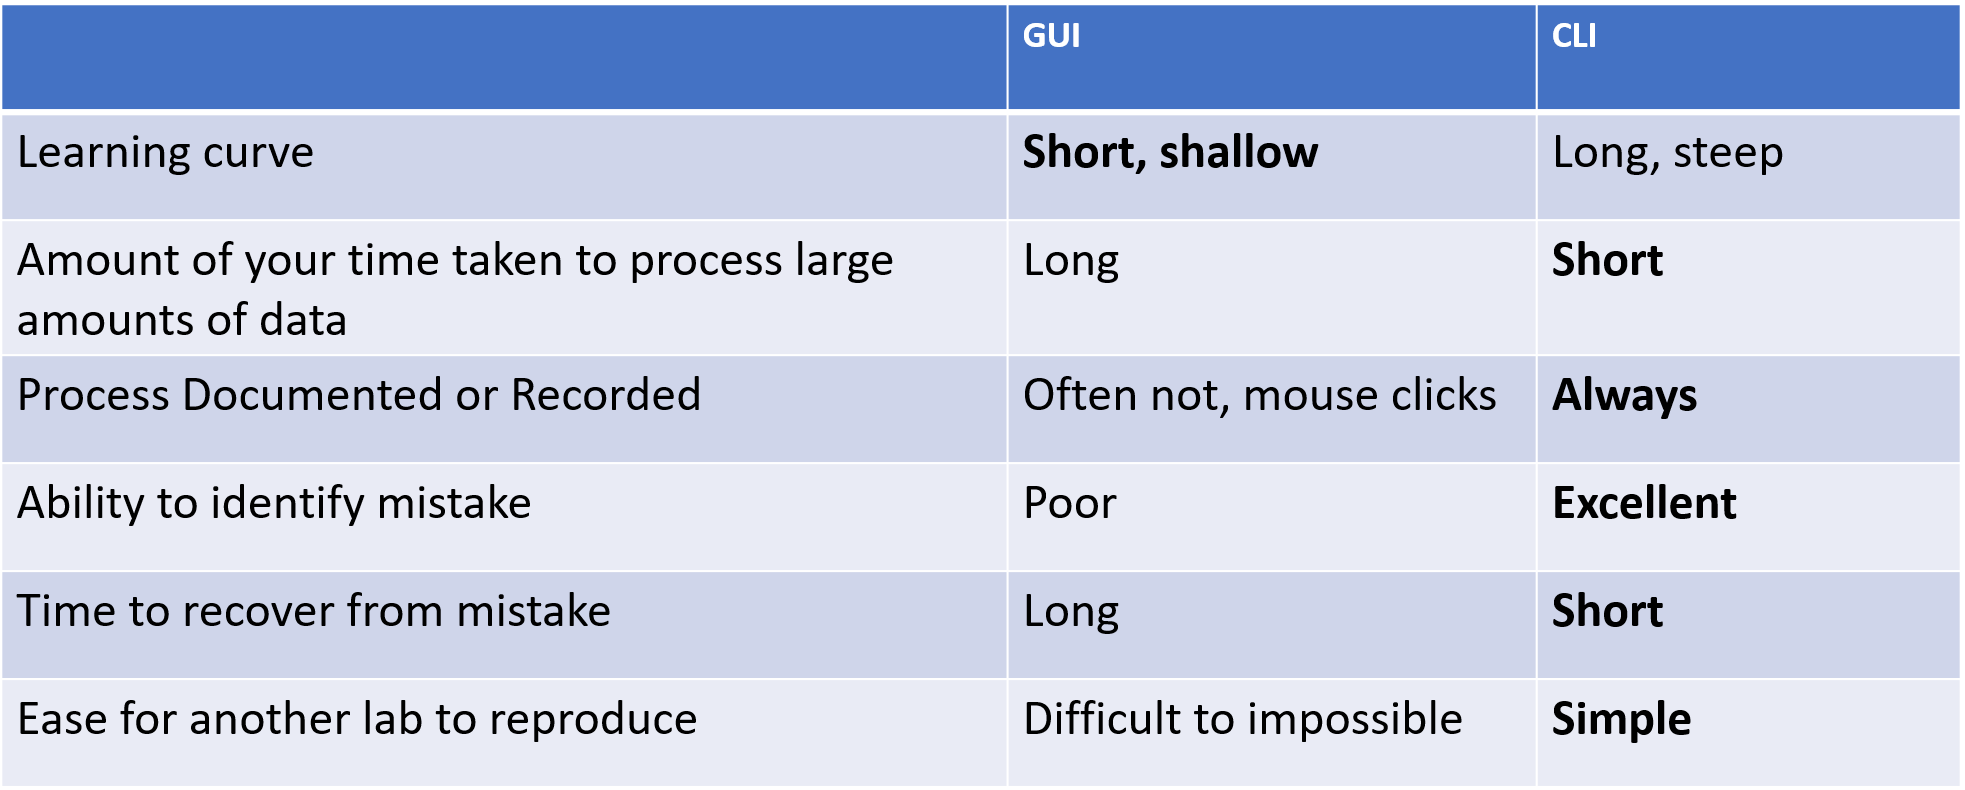 GUI CLI
Learning curve Short, shallow Long, steep
Amount of your time taken to process large Long Short
amounts of data
Process Documented or Recorded Often not, mouse clicks Always
Ability to identify mistake Poor Excellent
Time to recover from mistake Long Short
Ease for another lab to reproduce Difficult to impossible Simple